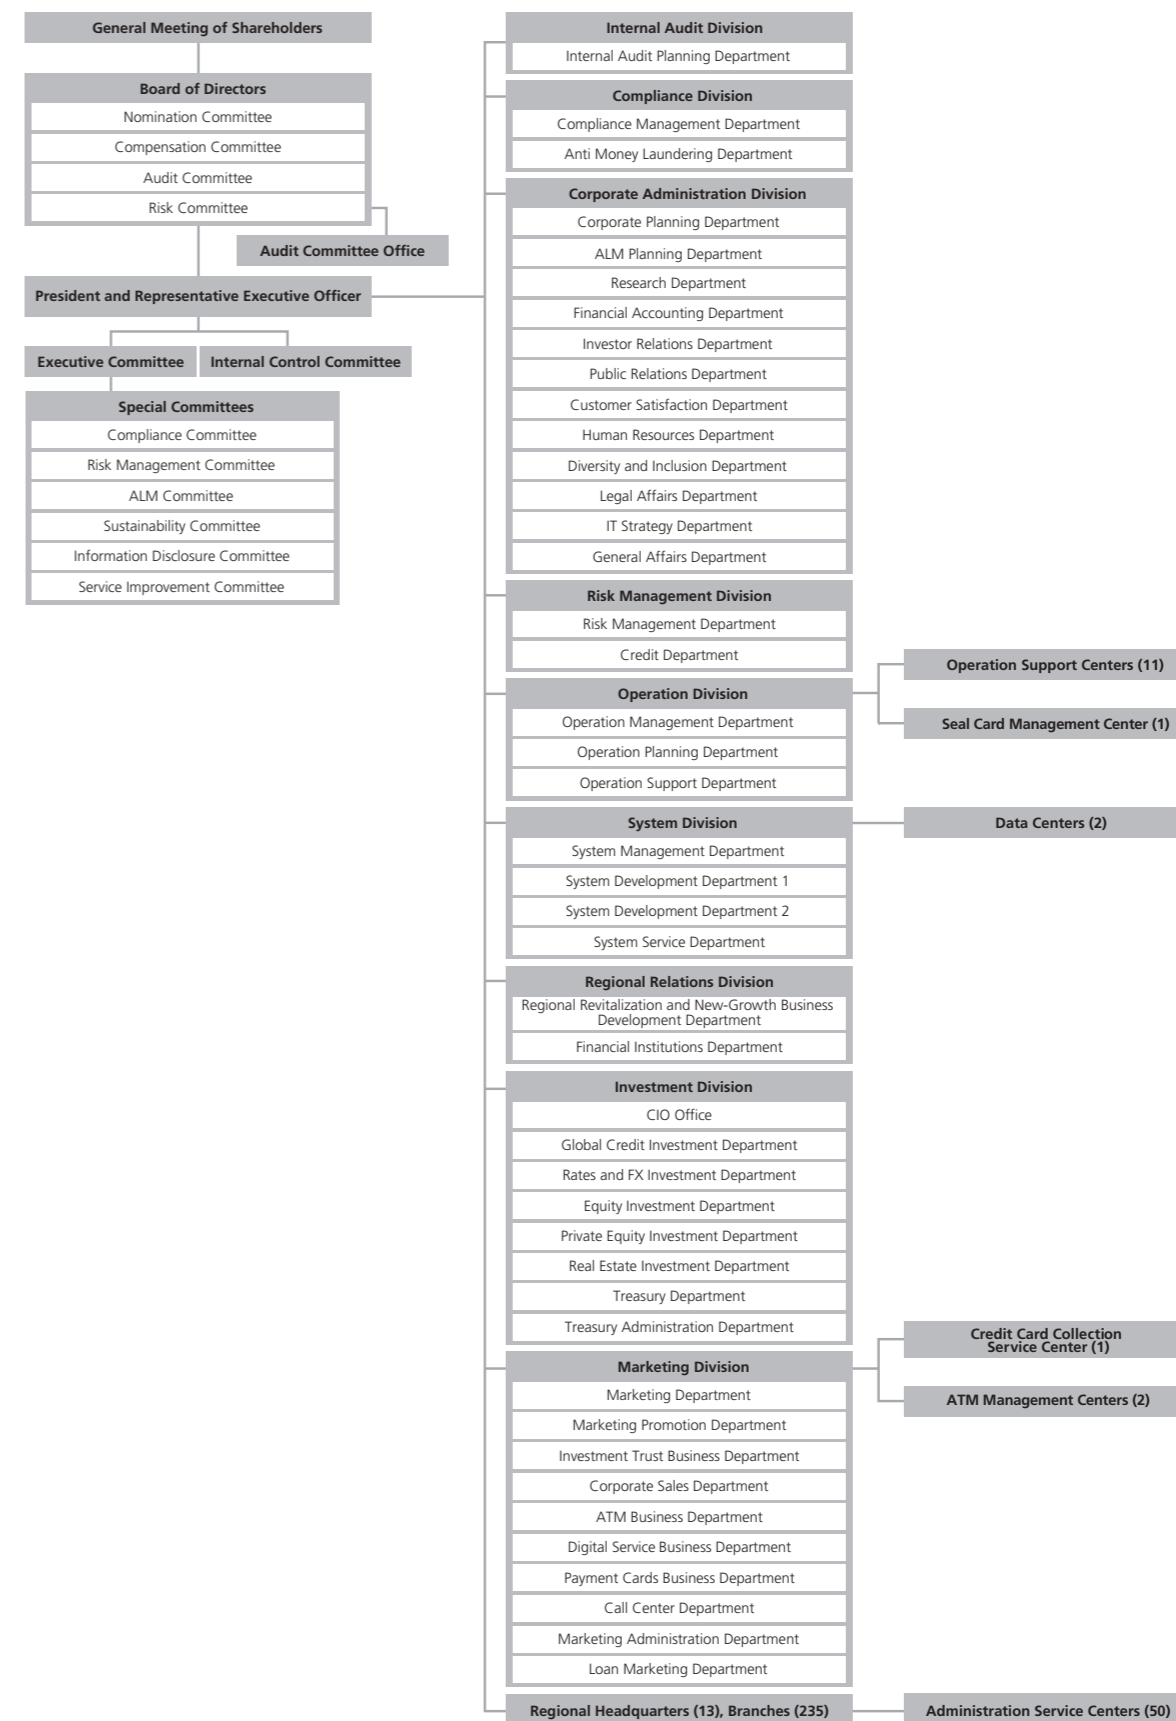 General Meeting of Shareholders
Board of Directors
Nomination Committee
Compensation Committee
Audit Committee
Risk Committee
Audit Committee Office
President and Representative Executive Officer
Executive Committee
Internal Control Committee
Special Committees
Compliance Committee
Risk Management Committee
ALM Committee
Sustainability Committee
Information Disclosure Committee
Service Improvement Committee
Internal Audit Division
Internal Audit Planning Department
Compliance Division
Compliance Management Department
Anti Money Laundering Department
Corporate Administration Division
Corporate Planning Department
ALM Planning Department
Research Department
Financial Accounting Department
Investor Relations Department
Public Relations Department
Customer Satisfaction Department
Human Resources Department
Diversity and Inclusion Department
Legal Affairs Department
IT Strategy Department
General Affairs Department
Risk Management Division
Risk Management Department
Credit Department
Operation Division
Operation Management Department
Operation Planning Department
Operation Support Department
Operation Support Centers (11)
Seal Card Management Center (1)
System Division
System Management Department
System Development Department 1
System Development Department 2
System Service Department
Data Centers (2)
Regional Relations Division
Regional Revitalization and New-Growth Business
Development Department
Financial Institutions Department
Investment Division
CIO Office
Global Credit Investment Department
Rates and FX Investment Department
Equity Investment Department
Private Equity Investment Department
Real Estate Investment Department
Treasury Department
Treasury Administration Department
Marketing Division
Marketing Department
Marketing Promotion Department
Investment Trust Business Department
Corporate Sales Department
ATM Business Department
Digital Service Business Department
Payment Cards Business Department
Call Center Department
Marketing Administration Department
Loan Marketing Department
Credit Card Collection
Service Center (1)
ATM Management Centers (2)
Regional Headquarters (13), Branches (235)
Administration Service Centers (50)